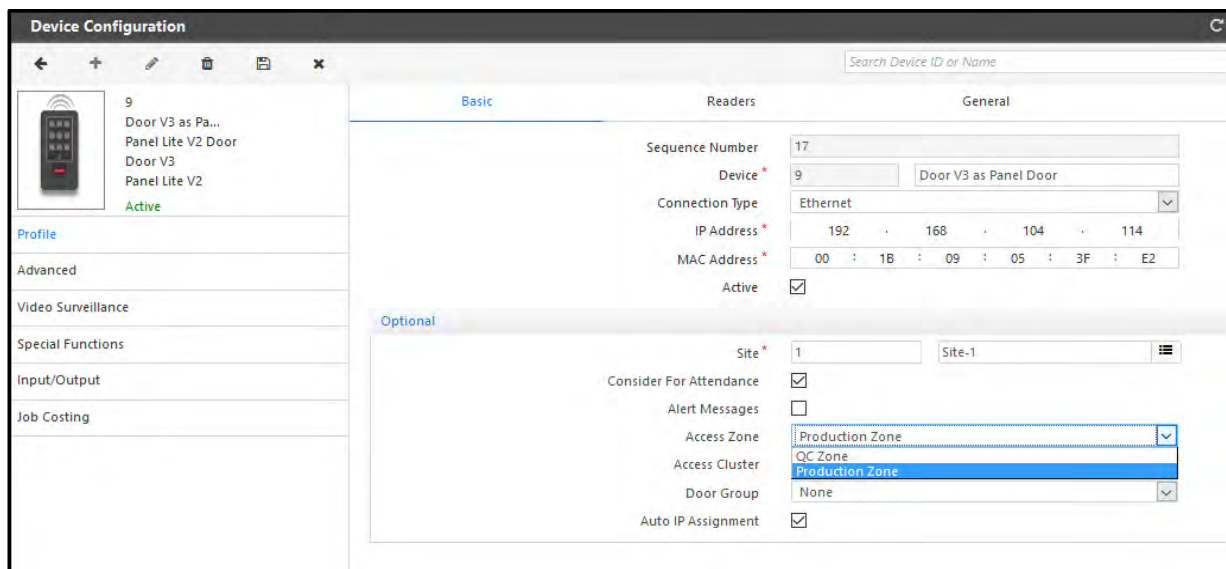 Device Configuration
Search Device ID or Name
9
Door V3 as Pa...
Panel Lite V2 Door
Door V3
Panel Lite V2
Active
Profile
Advanced
Video Surveillance
Special Functions
Input/Output
Job Costing
Basic Readers General
Sequence Number 17
Device * 9 Door V3 as Panel Door
Connection Type Ethernet
IP Address * 192 . 168 . 104 . 114
MAC Address * 00 : 1B : 09 : 05 : 3F : E2
Active
Optional
Site * 1 Site-1
Consider For Attendance
Alert Messages
Access Zone Production Zone
QC Zone
Access Cluster Production Zone
Door Group None
Auto IP Assignment